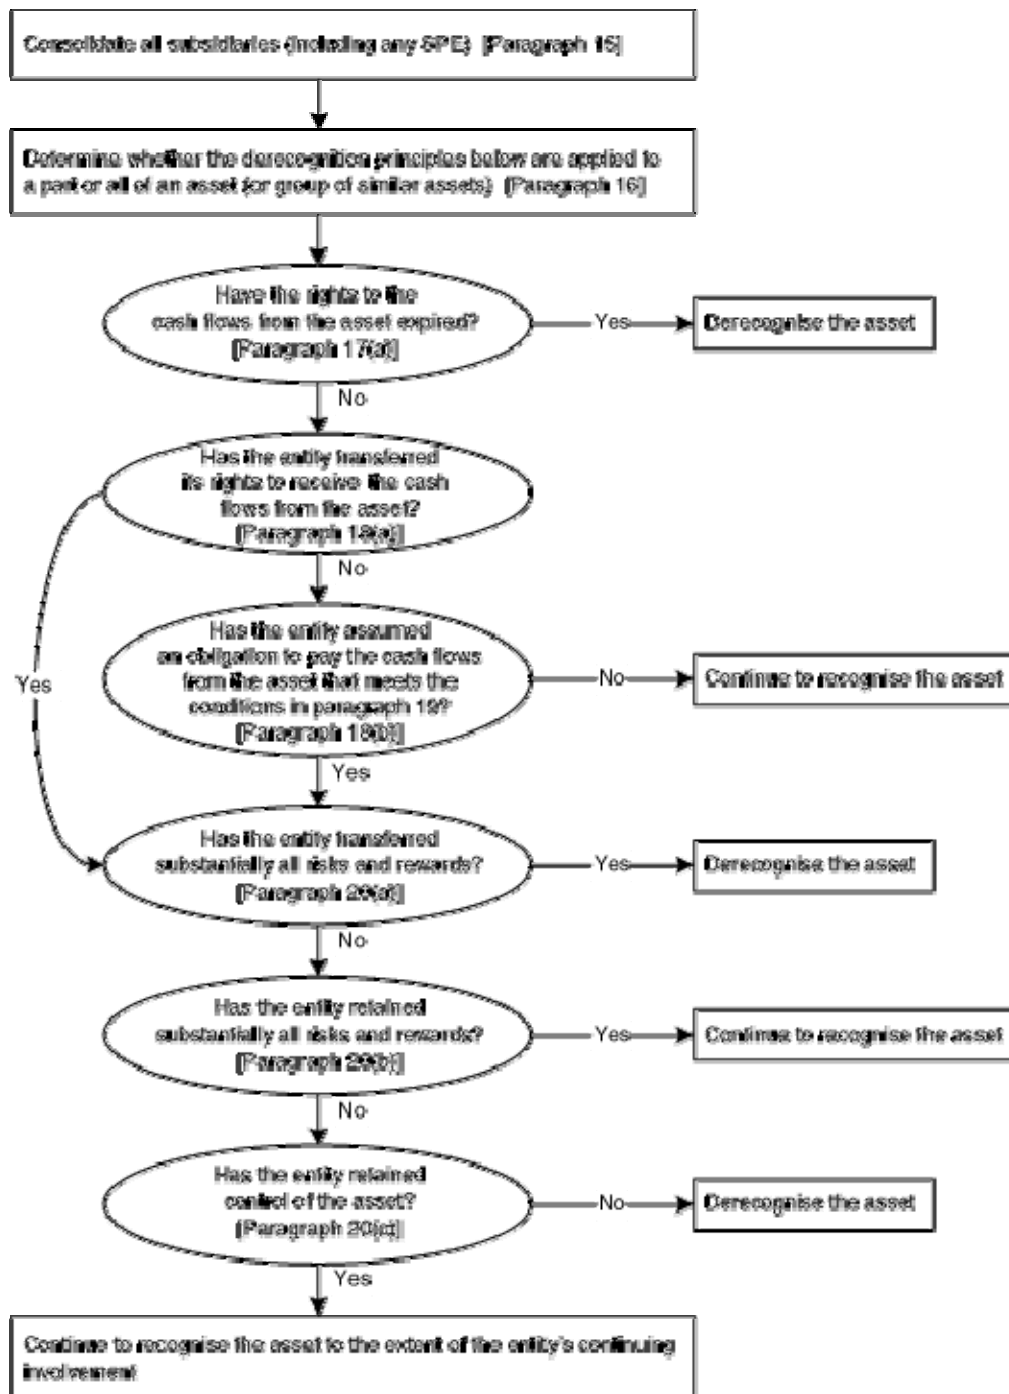 Consolidate all subsidiaries (including any SPE) [Paragraph 15]
Determine whether the derecognition principles below are applied to
a part or all of an asset (or group of similar assets) [Paragraph 16]
Have the rights to the
cash flows from the asset expired?
[Paragraph 17(a)]
Yes
Derecognise the asset
No
Has the entity transferred
its rights to receive the cash
flows from the asset?
[Paragraph 18(a)]
No
Has the entity assumed
an obligation to pay the cash flows
from the asset that meets the
conditions in paragraph 19?
[Paragraph 18(b)]
No
Continue to recognise the asset
Yes
Yes
Has the entity transferred
substantially all risks and rewards?
[Paragraph 20(a)]
Yes
Derecognise the asset
No
Has the entity retained
substantially all risks and rewards?
[Paragraph 20(b)]
Yes
Continue to recognise the asset
No
Has the entity retained
control of the asset?
[Paragraph 20(c)]
No
Derecognise the asset
Yes
Continue to recognise the asset to the extent of the entity's continuing
involvement